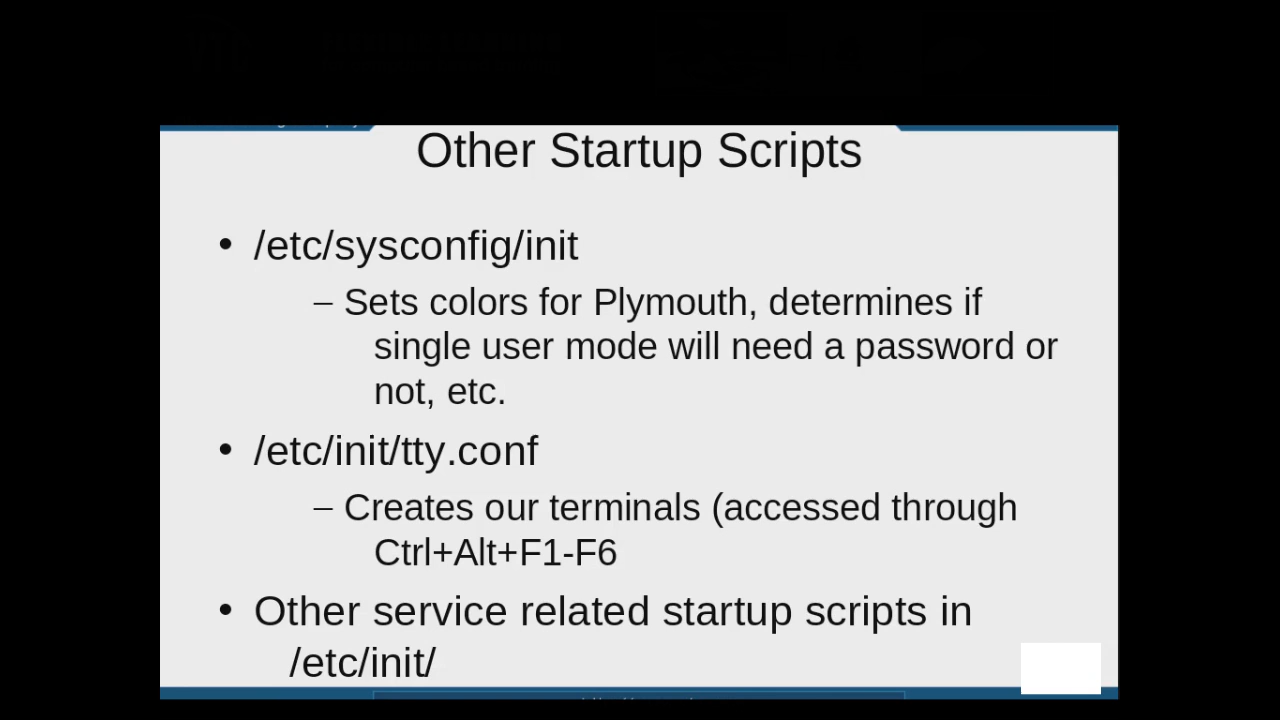 Other Startup Scripts
• /etc/sysconfig/init
– Sets colors for Plymouth, determines if
single user mode will need a password or
not, etc.
• /etc/init/tty.conf
– Creates our terminals (accessed through
Ctrl+Alt+F1-F6
• Other service related startup scripts in
/etc/init/